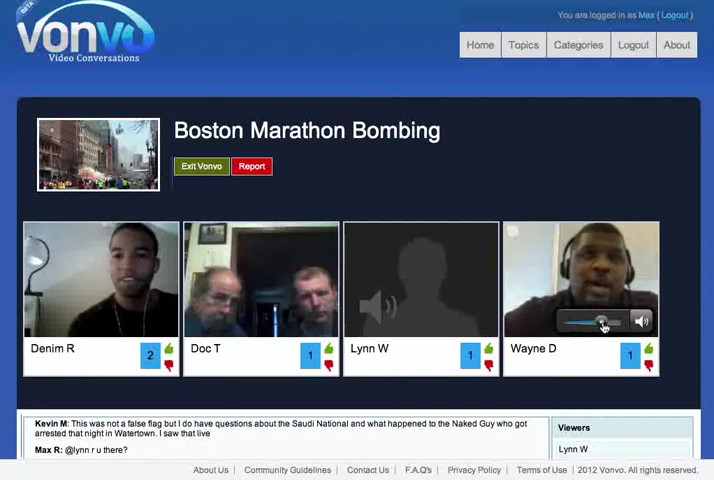 BETA
vonvo
Video Conversations
You are logged in as Max ( Logout )
Home Topics Categories Logout About
Boston Marathon Bombing
Exit Vonvo Report
Denim R 2
Doc T 1
Lynn W 1
Wayne D 1
Kevin M: This was not a false flag but I do have questions about the Saudi National and what happened to the Naked Guy who got
arrested that night in Watertown. I saw that live
Max R: @lynn r u there?
Viewers
Lynn W
About Us | Community Guidelines | Contact Us | F.A.Q's | Privacy Policy | Terms of Use | 2012 Vonvo. All rights reserved.